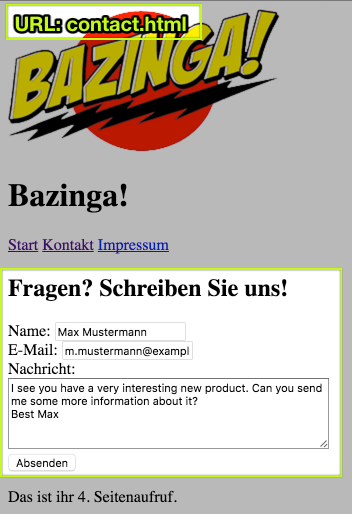 URL: contact.html
BAZINGA!
Bazinga!
Start Kontakt Impressum
Fragen? Schreiben Sie uns!
Name: Max Mustermann
E-Mail: m.mustermann@exampl
Nachricht:
I see you have a very interesting new product. Can you send
me some more information about it?
Best Max
Absenden
Das ist ihr 4. Seitenaufruf.